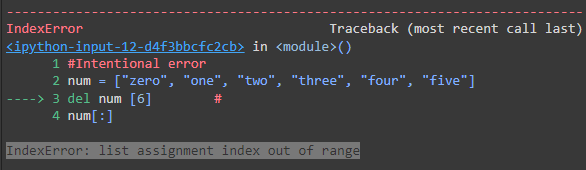 ---------------------------------------------------------------------------
IndexError                                Traceback (most recent call last)
<ipython-input-12-d4f3bbcfc2cb> in <module>()
      1 #Intentional error
      2 num = ["zero", "one", "two", "three", "four", "five"]
----> 3 del num [6]        #
      4 num[:]
IndexError: list assignment index out of range